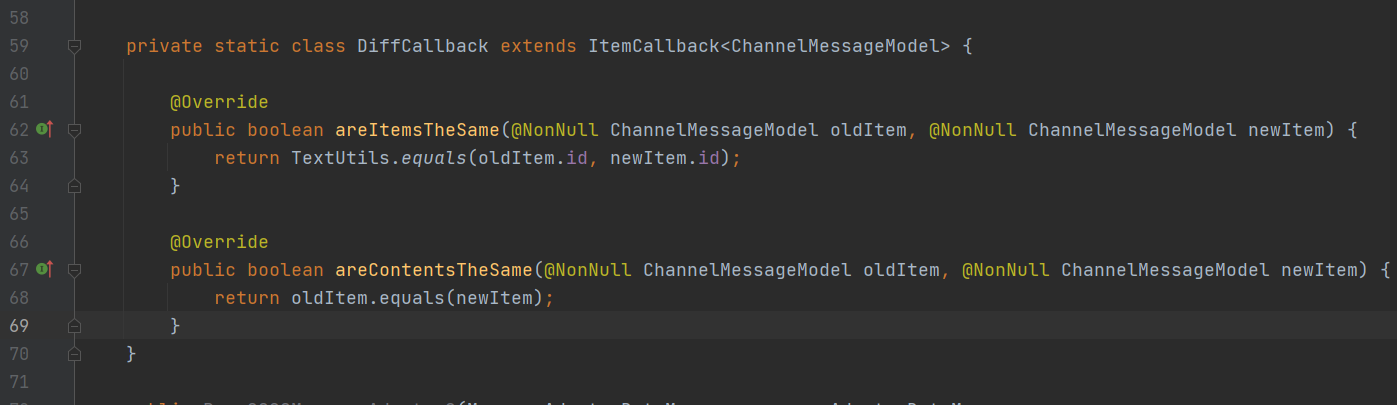 58
59 private static class DiffCallback extends ItemCallback<ChannelMessageModel> {
60
61 @Override
62 public boolean areItemsTheSame(@NonNull ChannelMessageModel oldItem, @NonNull ChannelMessageModel newItem) {
63 return TextUtils.equals(oldItem.id, newItem.id);
64 }
65
66 @Override
67 public boolean areContentsTheSame(@NonNull ChannelMessageModel oldItem, @NonNull ChannelMessageModel newItem) {
68 return oldItem.equals(newItem);
69 }
70 }
71